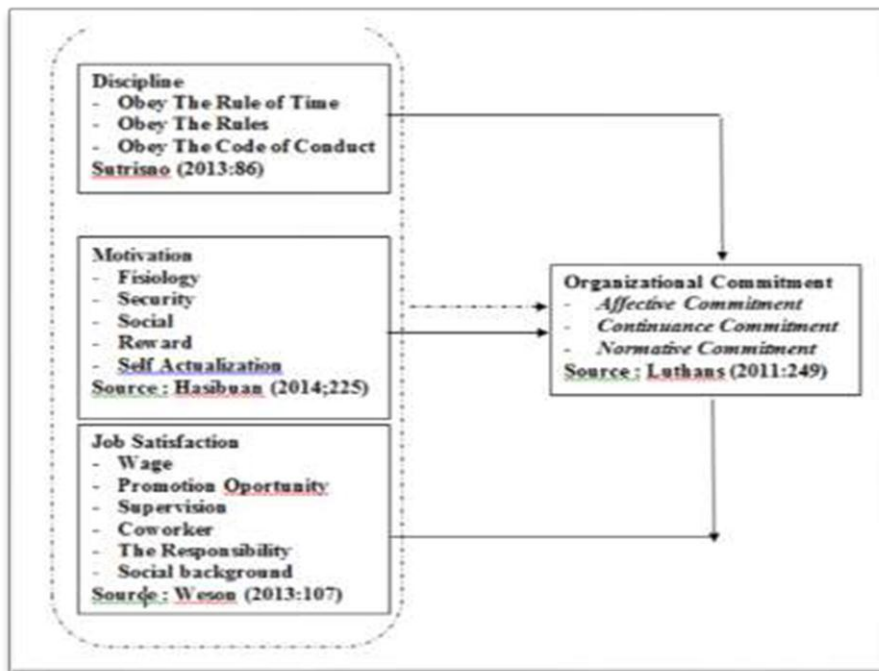 Discipline
- Obey The Rule of Time
- Obey The Rules
- Obey The Code of Conduct
Sutrisno (2013:86)
Motivation
- Fisiology
- Security
- Social
- Reward
- Self Actualization
Source : Hasibuan (2014;225)
Job Satisfaction
- Wage
- Promotion Oportunity
- Supervision
- Coworker
- The Responsibility
- Social background
Source : Weson (2013:107)
Organizational Commitment
- Affective Commitment
- Continuance Commitment
- Normative Commitment
Source : Luthans (2011:249)